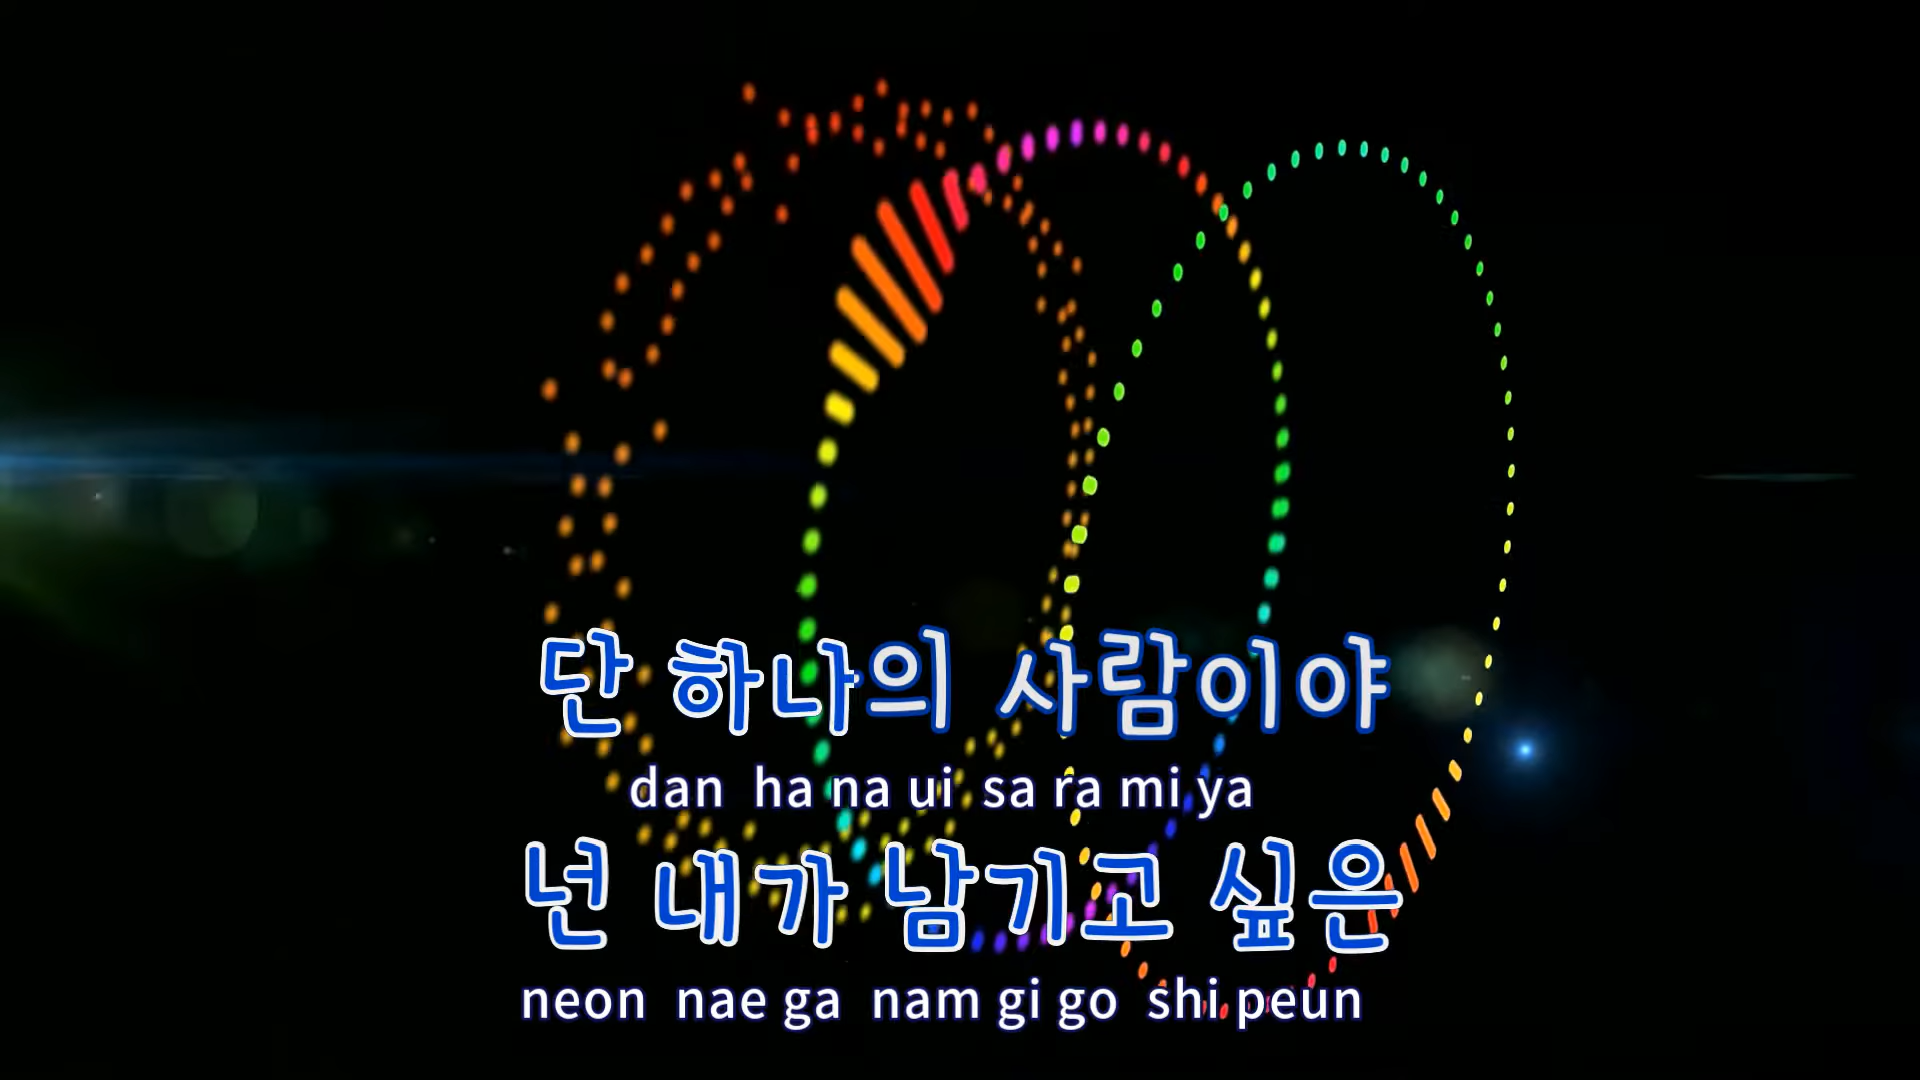 단 하나의 사람이야
dan ha na ui sa ra mi ya
넌 내가 남기고 싶은
neon nae ga nam gi go shi peun